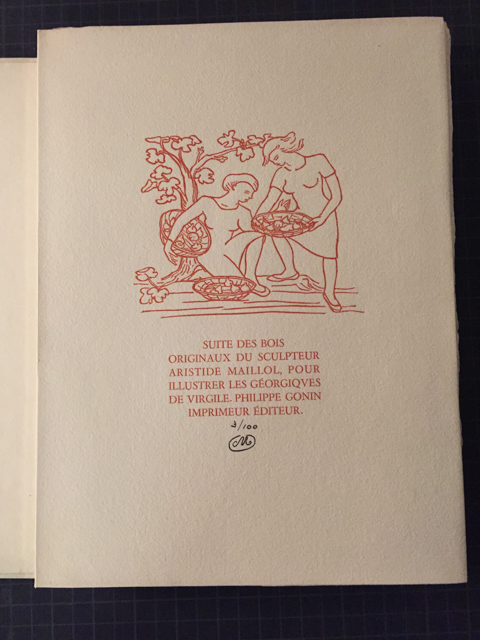 SUITE DES BOIS
ORIGINAUX DU SCULPTEUR
ARISTIDE MAILLOL, POUR
ILLUSTRER LES GÉORGIQVES
DE VIRGILE. PHILIPPE GONIN
IMPRIMEUR ÉDITEUR.
/100
M